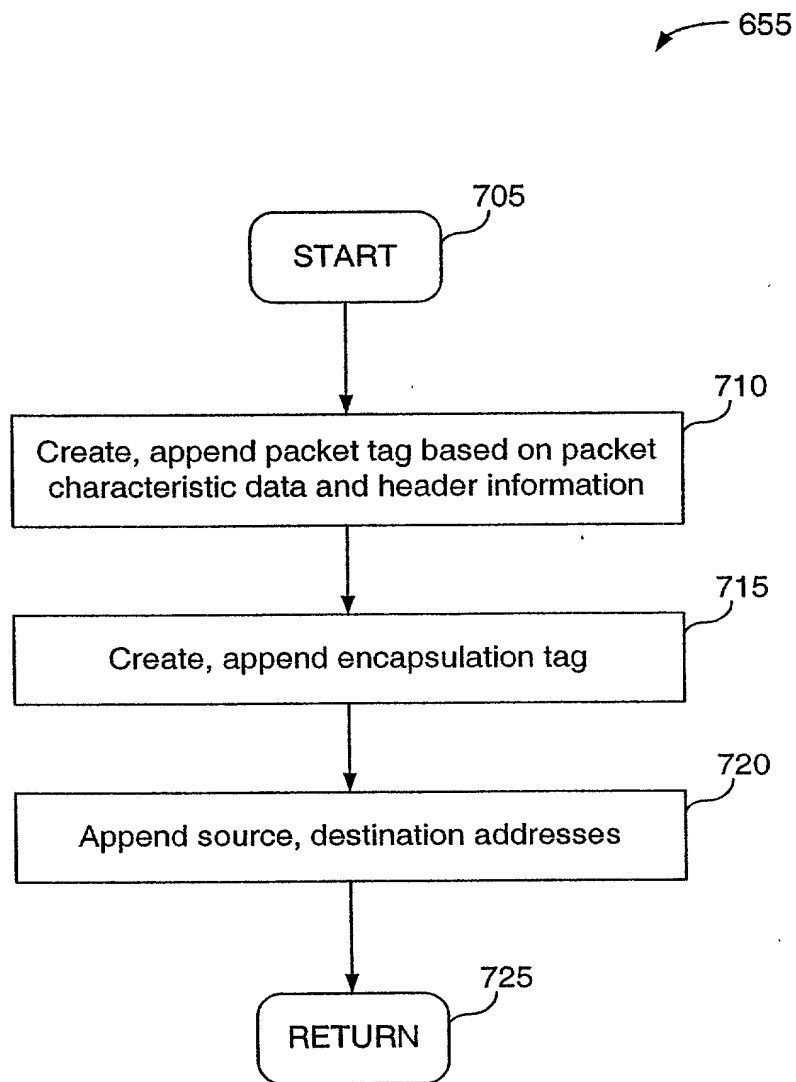 655
705
START
710
Create, append packet tag based on packet
characteristic data and header information
715
Create, append encapsulation tag
720
Append source, destination addresses
725
RETURN